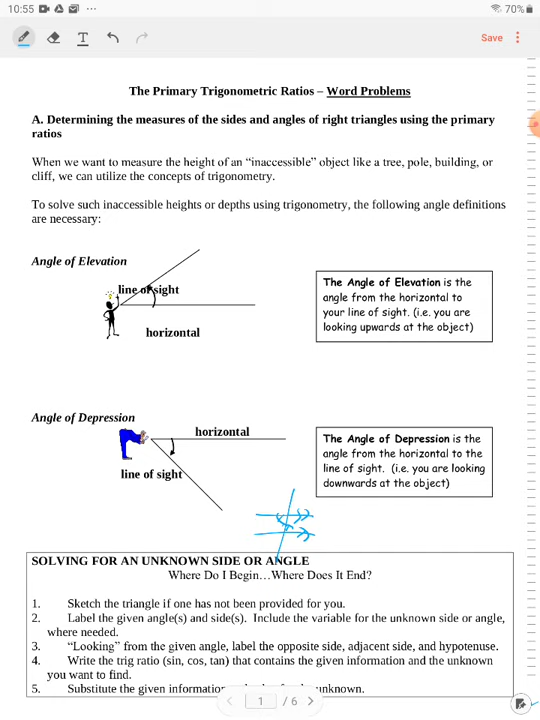 10:55
70%
T
Save
The Primary Trigonometric Ratios – Word Problems
A. Determining the measures of the sides and angles of right triangles using the primary
ratios
When we want to measure the height of an “inaccessible” object like a tree, pole, building, or
cliff, we can utilize the concepts of trigonometry.
To solve such inaccessible heights or depths using trigonometry, the following angle definitions
are necessary:
Angle of Elevation
line of sight
horizontal
The Angle of Elevation is the
angle from the horizontal to
your line of sight. (i.e. you are
looking upwards at the object)
Angle of Depression
horizontal
line of sight
The Angle of Depression is the
angle from the horizontal to the
line of sight. (i.e. you are looking
downwards at the object)
SOLVING FOR AN UNKNOWN SIDE OR ANGLE
Where Do I Begin…Where Does It End?
1. Sketch the triangle if one has not been provided for you.
2. Label the given angle(s) and side(s). Include the variable for the unknown side or angle,
where needed.
3. “Looking” from the given angle, label the opposite side, adjacent side, and hypotenuse.
4. Write the trig ratio (sin, cos, tan) that contains the given information and the unknown
you want to find.
5. Substitute the given information unknown.
1 / 6